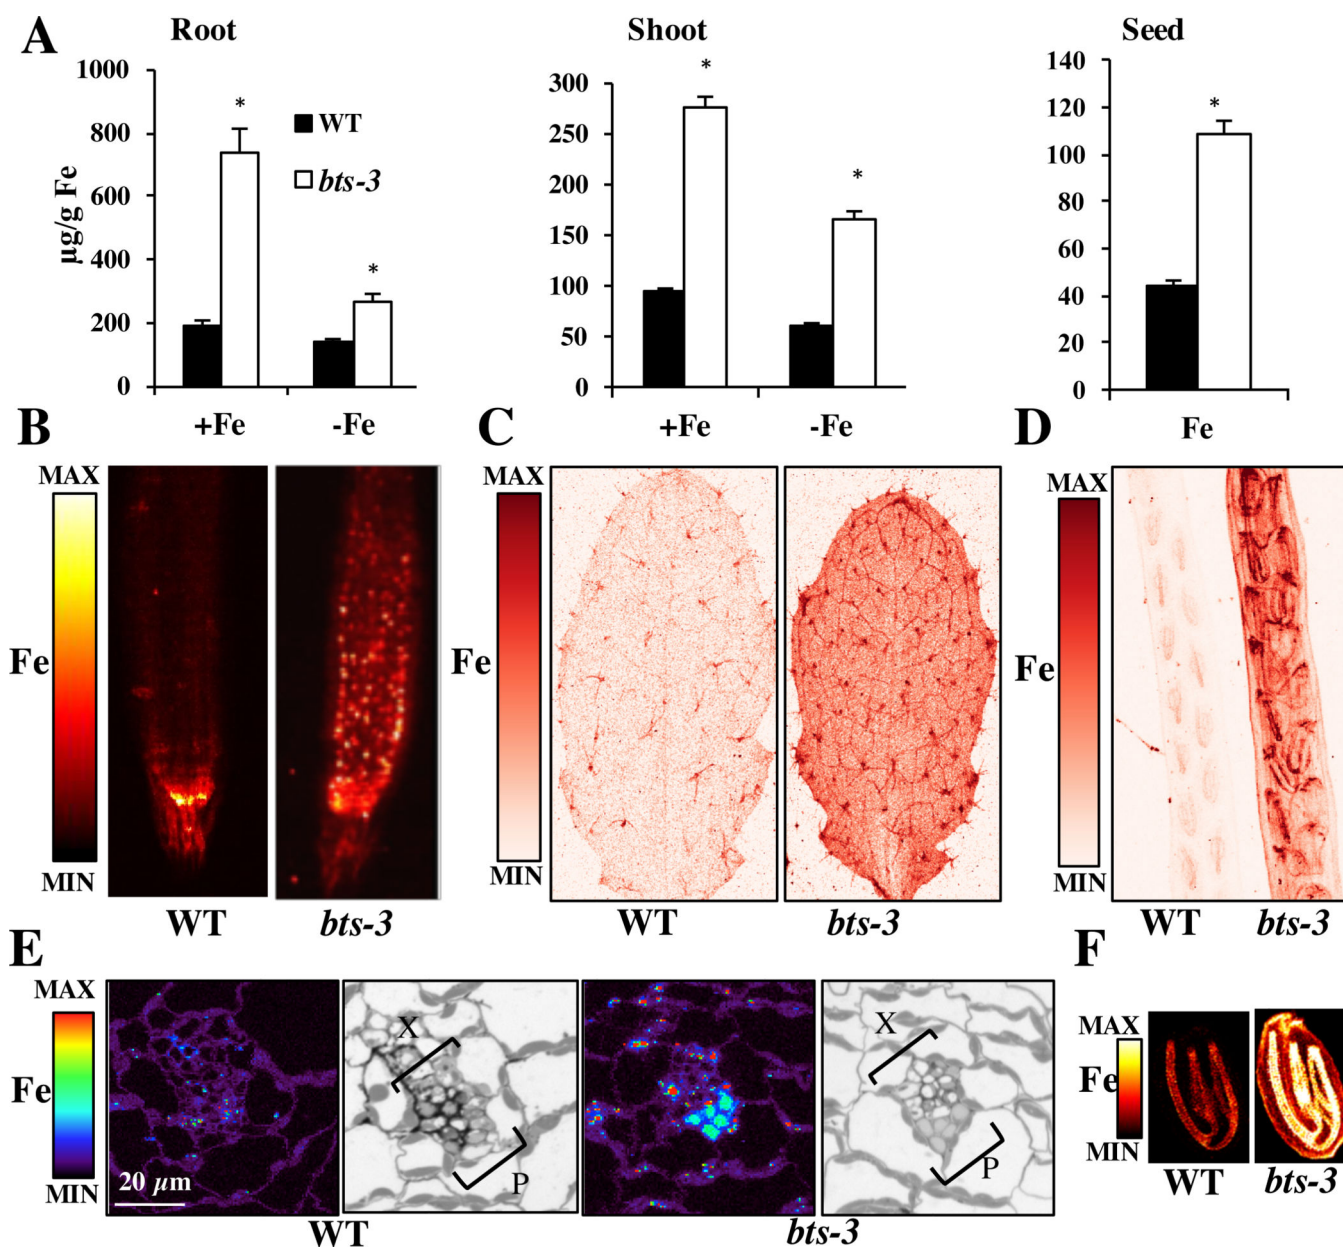 A
Root
Shoot
Seed
µg/g Fe
1000
800
600
400
200
0
*
*
WT
bts-3
+Fe
-Fe
300
250
200
150
100
50
0
*
*
+Fe
-Fe
140
120
100
80
60
40
20
0
*
Fe
B
MAX
Fe
MIN
WT
bts-3
C
MAX
Fe
MIN
WT
bts-3
D
MAX
Fe
MIN
WT
bts-3
E
MAX
Fe
MIN
20 µm
X
P
X
P
WT
bts-3
F
MAX
Fe
MIN
WT
bts-3